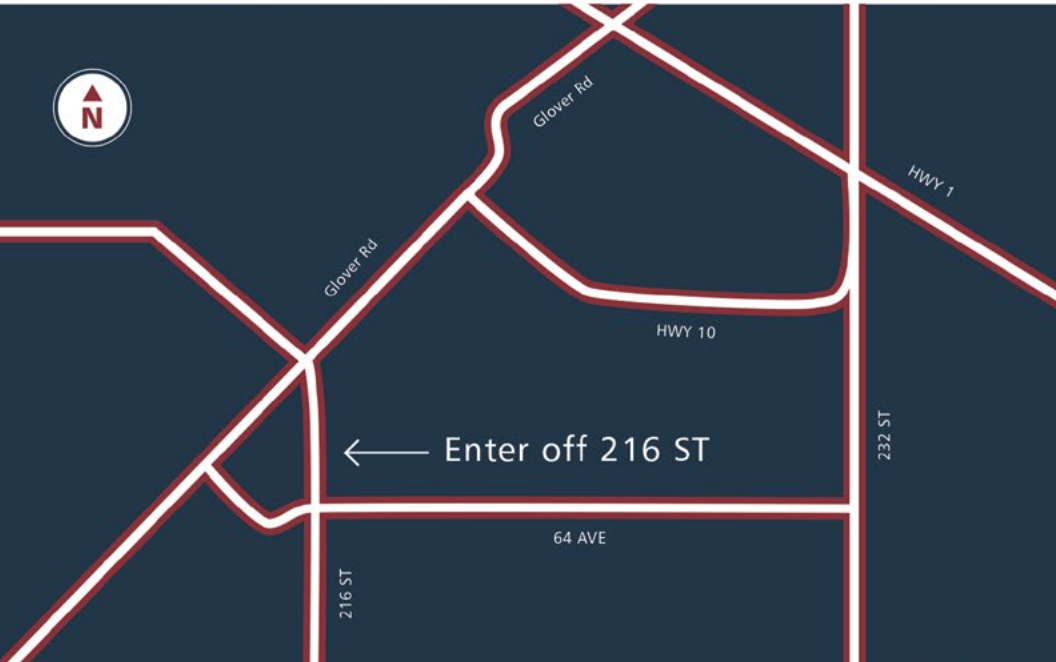 N
Glover Rd
HWY 1
Glover Rd
HWY 10
232 ST
Enter off 216 ST
64 AVE
216 ST